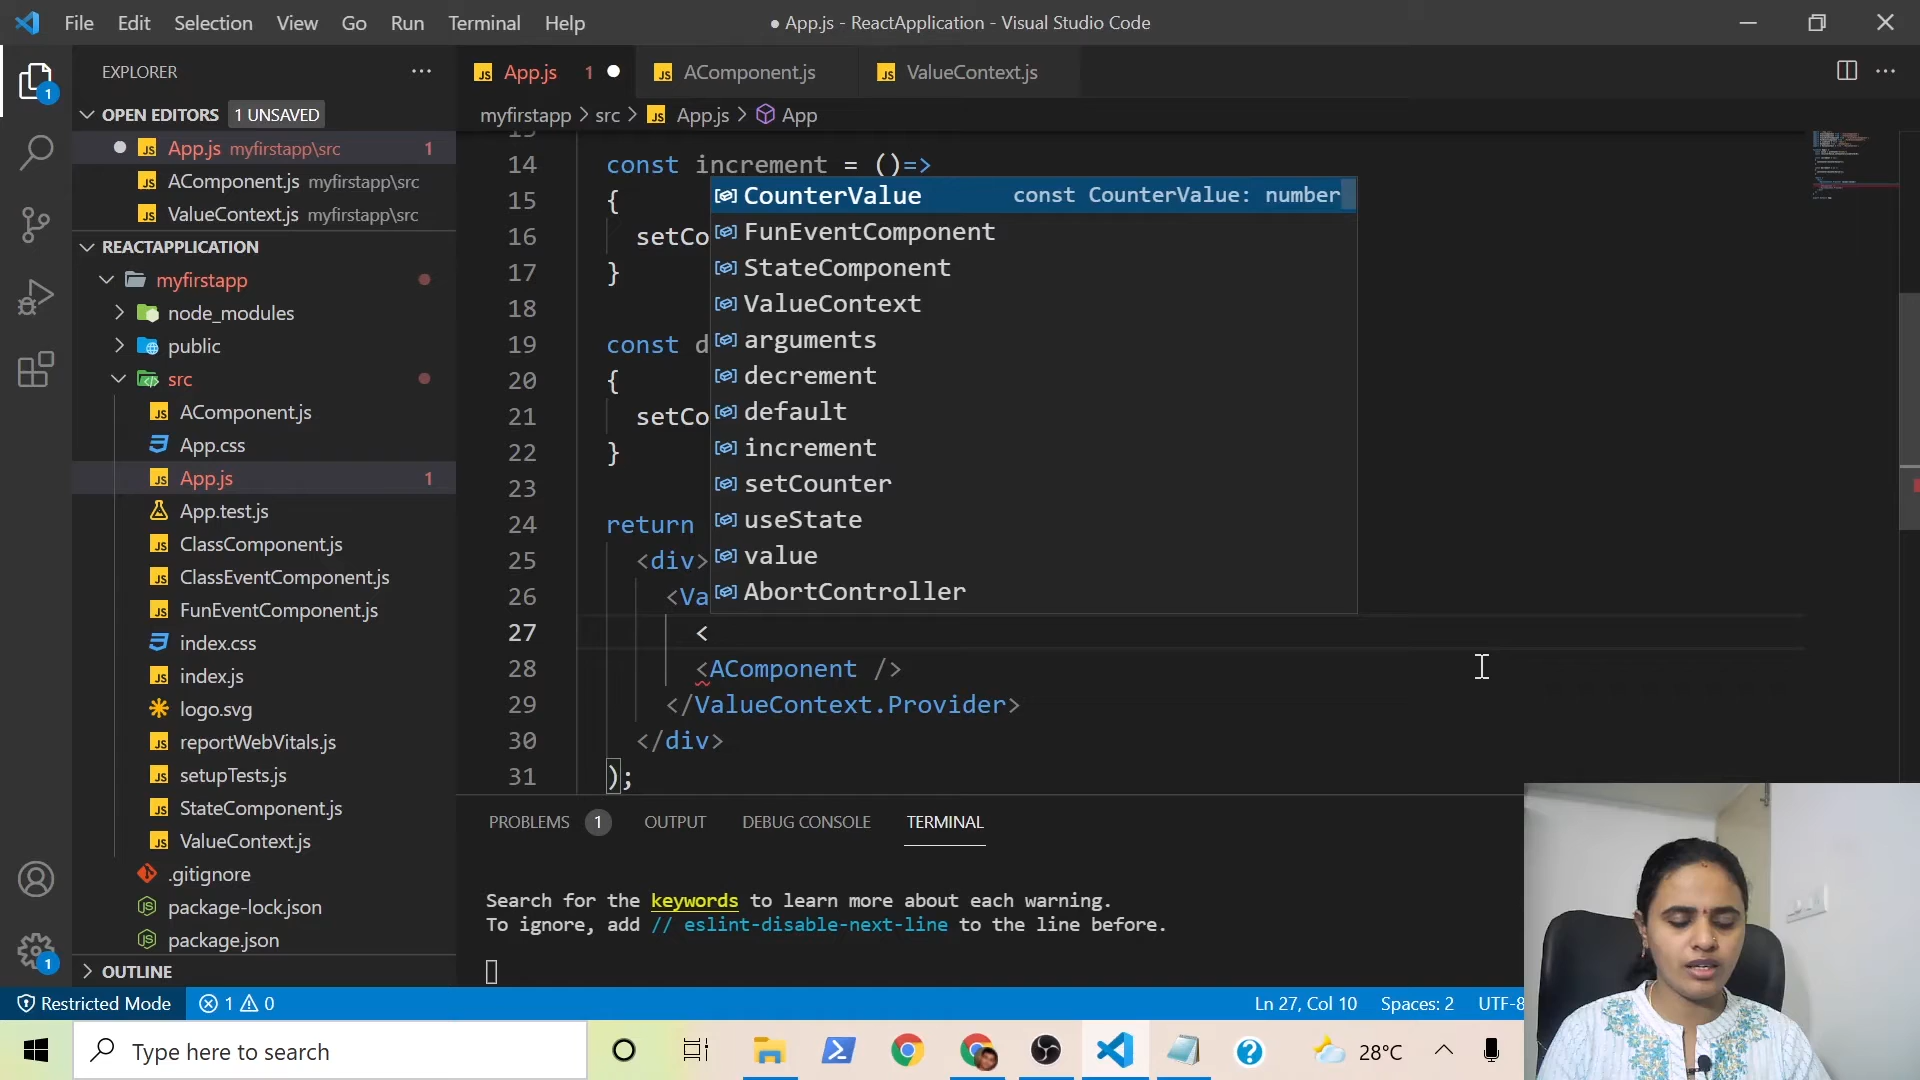 File Edit Selection View Go Run Terminal Help
● App.js - ReactApplication - Visual Studio Code
EXPLORER
OPEN EDITORS 1 UNSAVED
App.js myfirstapp\src 1
AComponent.js myfirstapp\src
ValueContext.js myfirstapp\src
REACTAPPLICATION
myfirstapp
node_modules
public
src
AComponent.js
App.css
App.js 1
App.test.js
ClassComponent.js
ClassEventComponent.js
FunEventComponent.js
index.css
index.js
logo.svg
reportWebVitals.js
setupTests.js
StateComponent.js
ValueContext.js
.gitignore
package-lock.json
package.json
OUTLINE
1
1
App.js 1
AComponent.js
ValueContext.js
myfirstapp > src > App.js > App
14 const increment = ()=>
15 {
16 setCo
17 }
18
19 const d
20 {
21 setCo
22 }
23
24 return
25 <div>
26 <Va
27 <
28 <AComponent />
29 </ValueContext.Provider>
30 </div>
31 );
CounterValue const CounterValue: number
FunEventComponent
StateComponent
ValueContext
arguments
decrement
default
increment
setCounter
useState
value
AbortController
PROBLEMS 1 OUTPUT DEBUG CONSOLE TERMINAL
Search for the keywords to learn more about each warning.
To ignore, add // eslint-disable-next-line to the line before.
Restricted Mode 1 0
Ln 27, Col 10 Spaces: 2 UTF-8
Type here to search
28°C